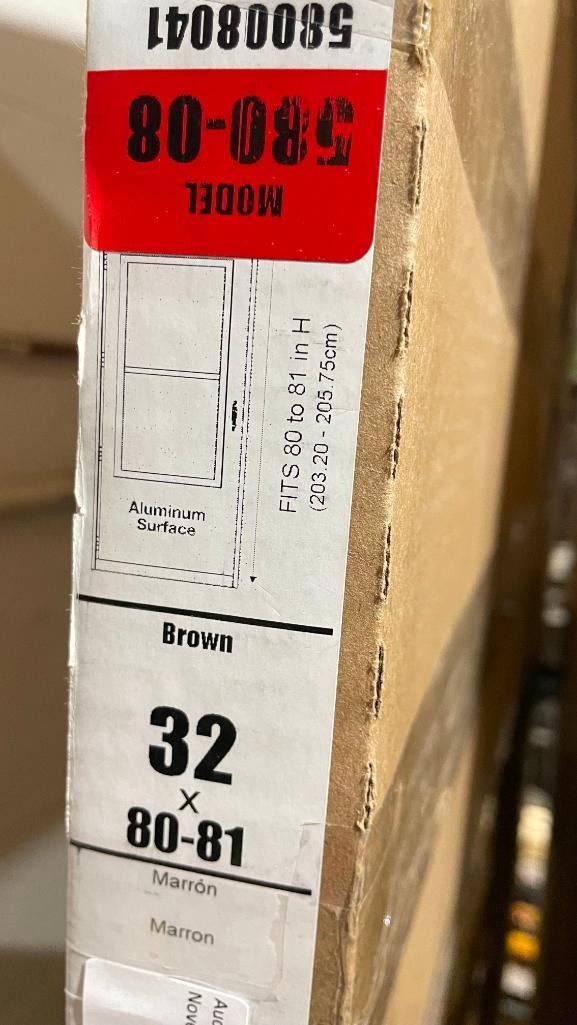 58008041
580-08
MODEL
FITS 80 to 81 in H
(203.20 - 205.75cm)
Aluminum
Surface
Brown
32
x
80-81
Marrón
Marron